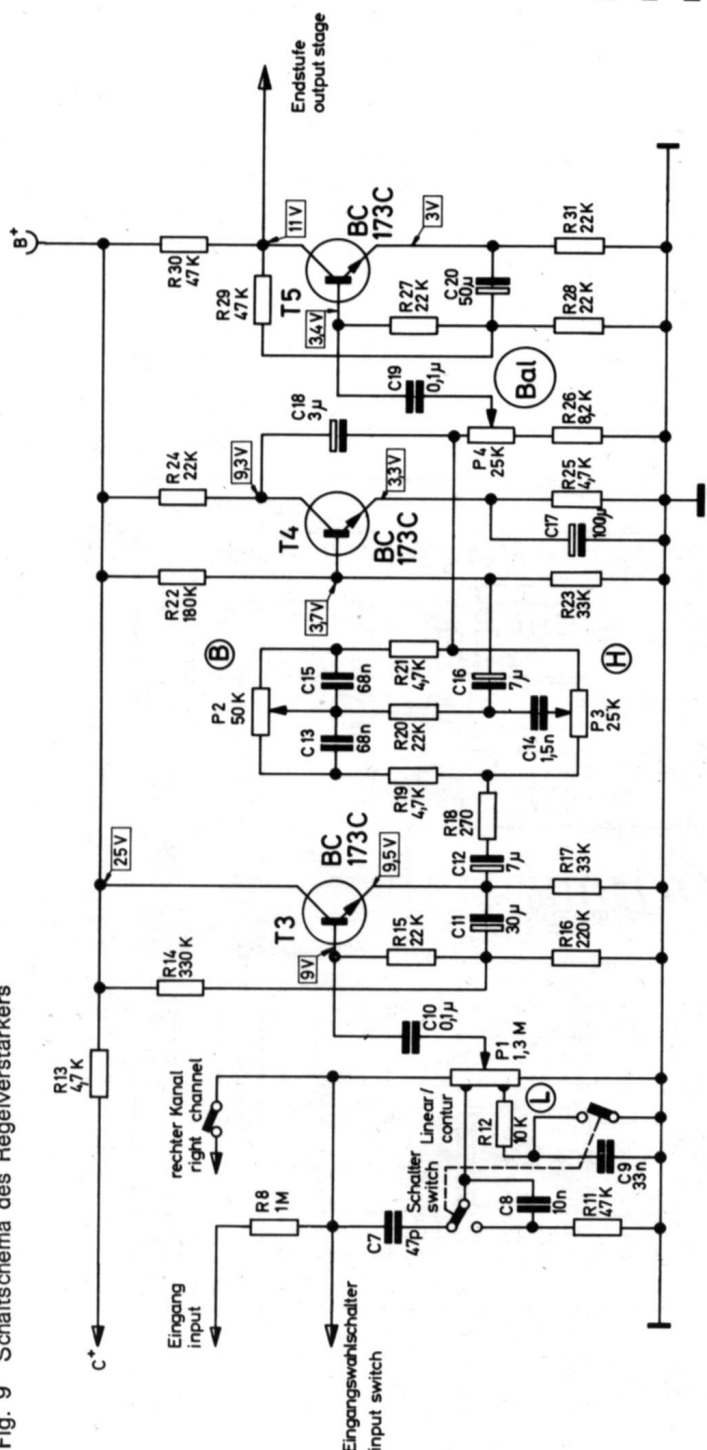 Fig. 9 Schaltschema des Regelverstärkers
C⁺
R13
4,7K
25V
B⁺
R14
330 K
R22
180K
R24
22K
R30
47K
9,3V
11V
Endstufe
output stage
R29
47K
C18
3µ
T3
BC
173C
9V
9,5V
T4
BC
173C
3,7V
3,3V
T5
BC
173C
3,4V
3V
B
P2
50K
C13
68n
C15
68n
R19
4,7K
R20
22K
R21
4,7K
R18
270
C12
7µ
C16
7µ
C14
1,5n
P3
25K
H
R15
22K
C11
30µ
R16
220K
R17
33K
C10
0,1µ
P1
1,3 M
L
rechter Kanal
right channel
Eingang
input
R8
1M
Eingangswahlschalter
input switch
C7
47p
Schalter
switch
Linear/
contur
R12
10K
C8
10n
R11
47K
C9
33n
R23
33K
C17
100µ
R25
4,7K
P4
25K
R26
8,2K
Bal
C19
0,1µ
R27
22K
C20
50µ
R28
22K
R31
22K